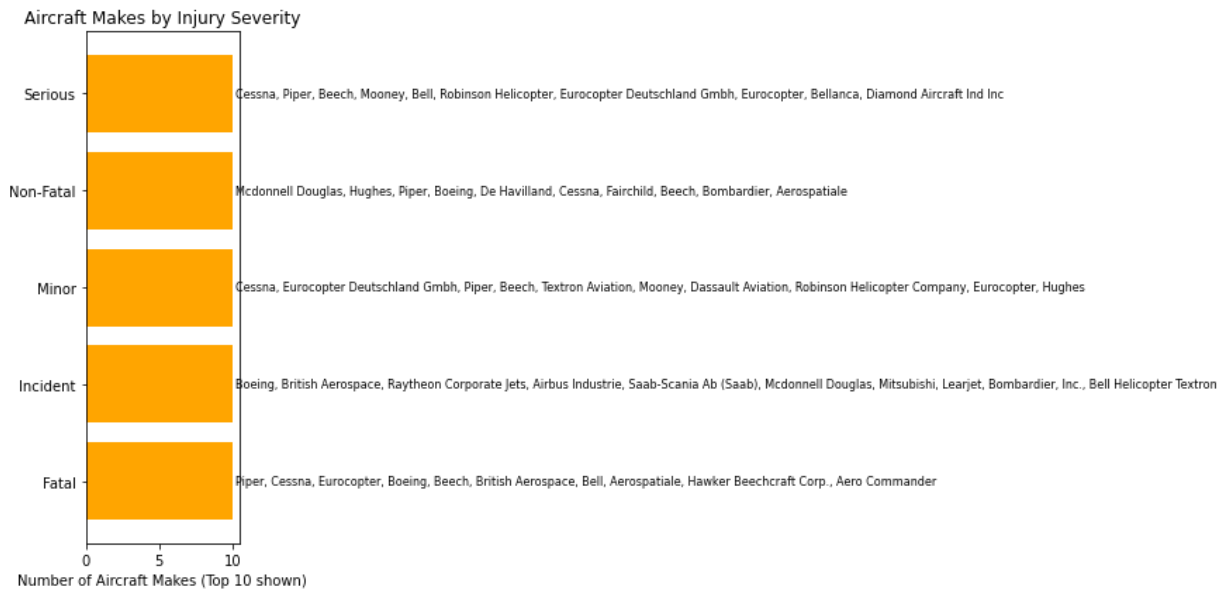 Aircraft Makes by Injury Severity
Serious
Cessna, Piper, Beech, Mooney, Bell, Robinson Helicopter, Eurocopter Deutschland Gmbh, Eurocopter, Bellanca, Diamond Aircraft Ind Inc
Non-Fatal
Mcdonnell Douglas, Hughes, Piper, Boeing, De Havilland, Cessna, Fairchild, Beech, Bombardier, Aerospatiale
Minor
Cessna, Eurocopter Deutschland Gmbh, Piper, Beech, Textron Aviation, Mooney, Dassault Aviation, Robinson Helicopter Company, Eurocopter, Hughes
Incident
Boeing, British Aerospace, Raytheon Corporate Jets, Airbus Industrie, Saab-Scania Ab (Saab), Mcdonnell Douglas, Mitsubishi, Learjet, Bombardier, Inc., Bell Helicopter Textron
Fatal
Piper, Cessna, Eurocopter, Boeing, Beech, British Aerospace, Bell, Aerospatiale, Hawker Beechcraft Corp., Aero Commander
0 5 10
Number of Aircraft Makes (Top 10 shown)